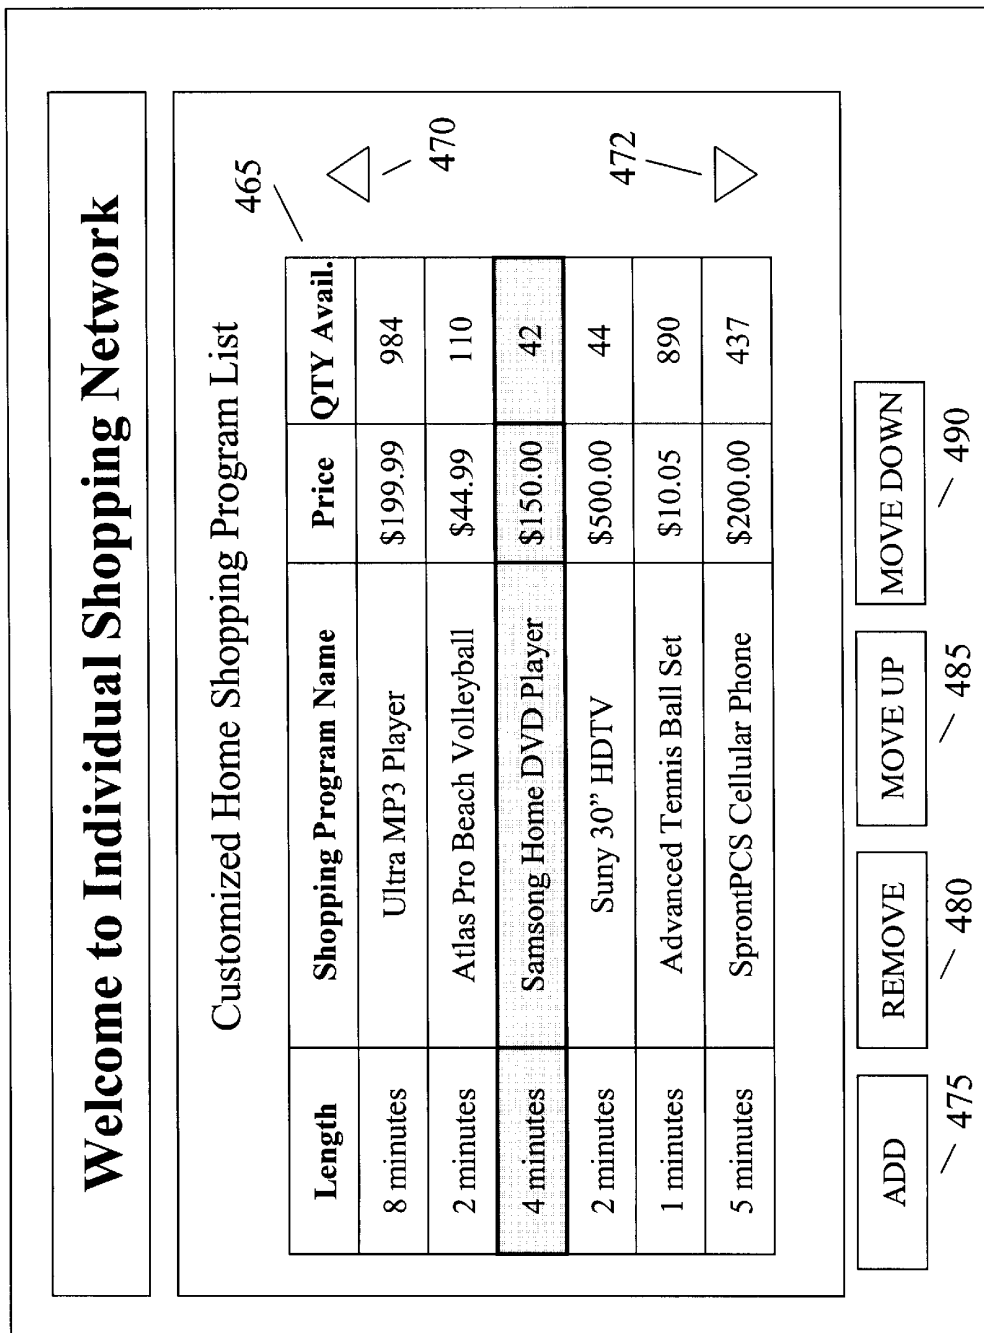 Welcome to Individual Shopping Network
Customized Home Shopping Program List
465
Length Shopping Program Name Price QTY Avail.
8 minutes Ultra MP3 Player $199.99 984
470
2 minutes Atlas Pro Beach Volleyball $44.99 110
4 minutes Samsong Home DVD Player $150.00 42
2 minutes Suny 30” HDTV $500.00 44
472
1 minutes Advanced Tennis Ball Set $10.05 890
5 minutes SprontPCS Cellular Phone $200.00 437
ADD REMOVE MOVE UP MOVE DOWN
475 480 485 490